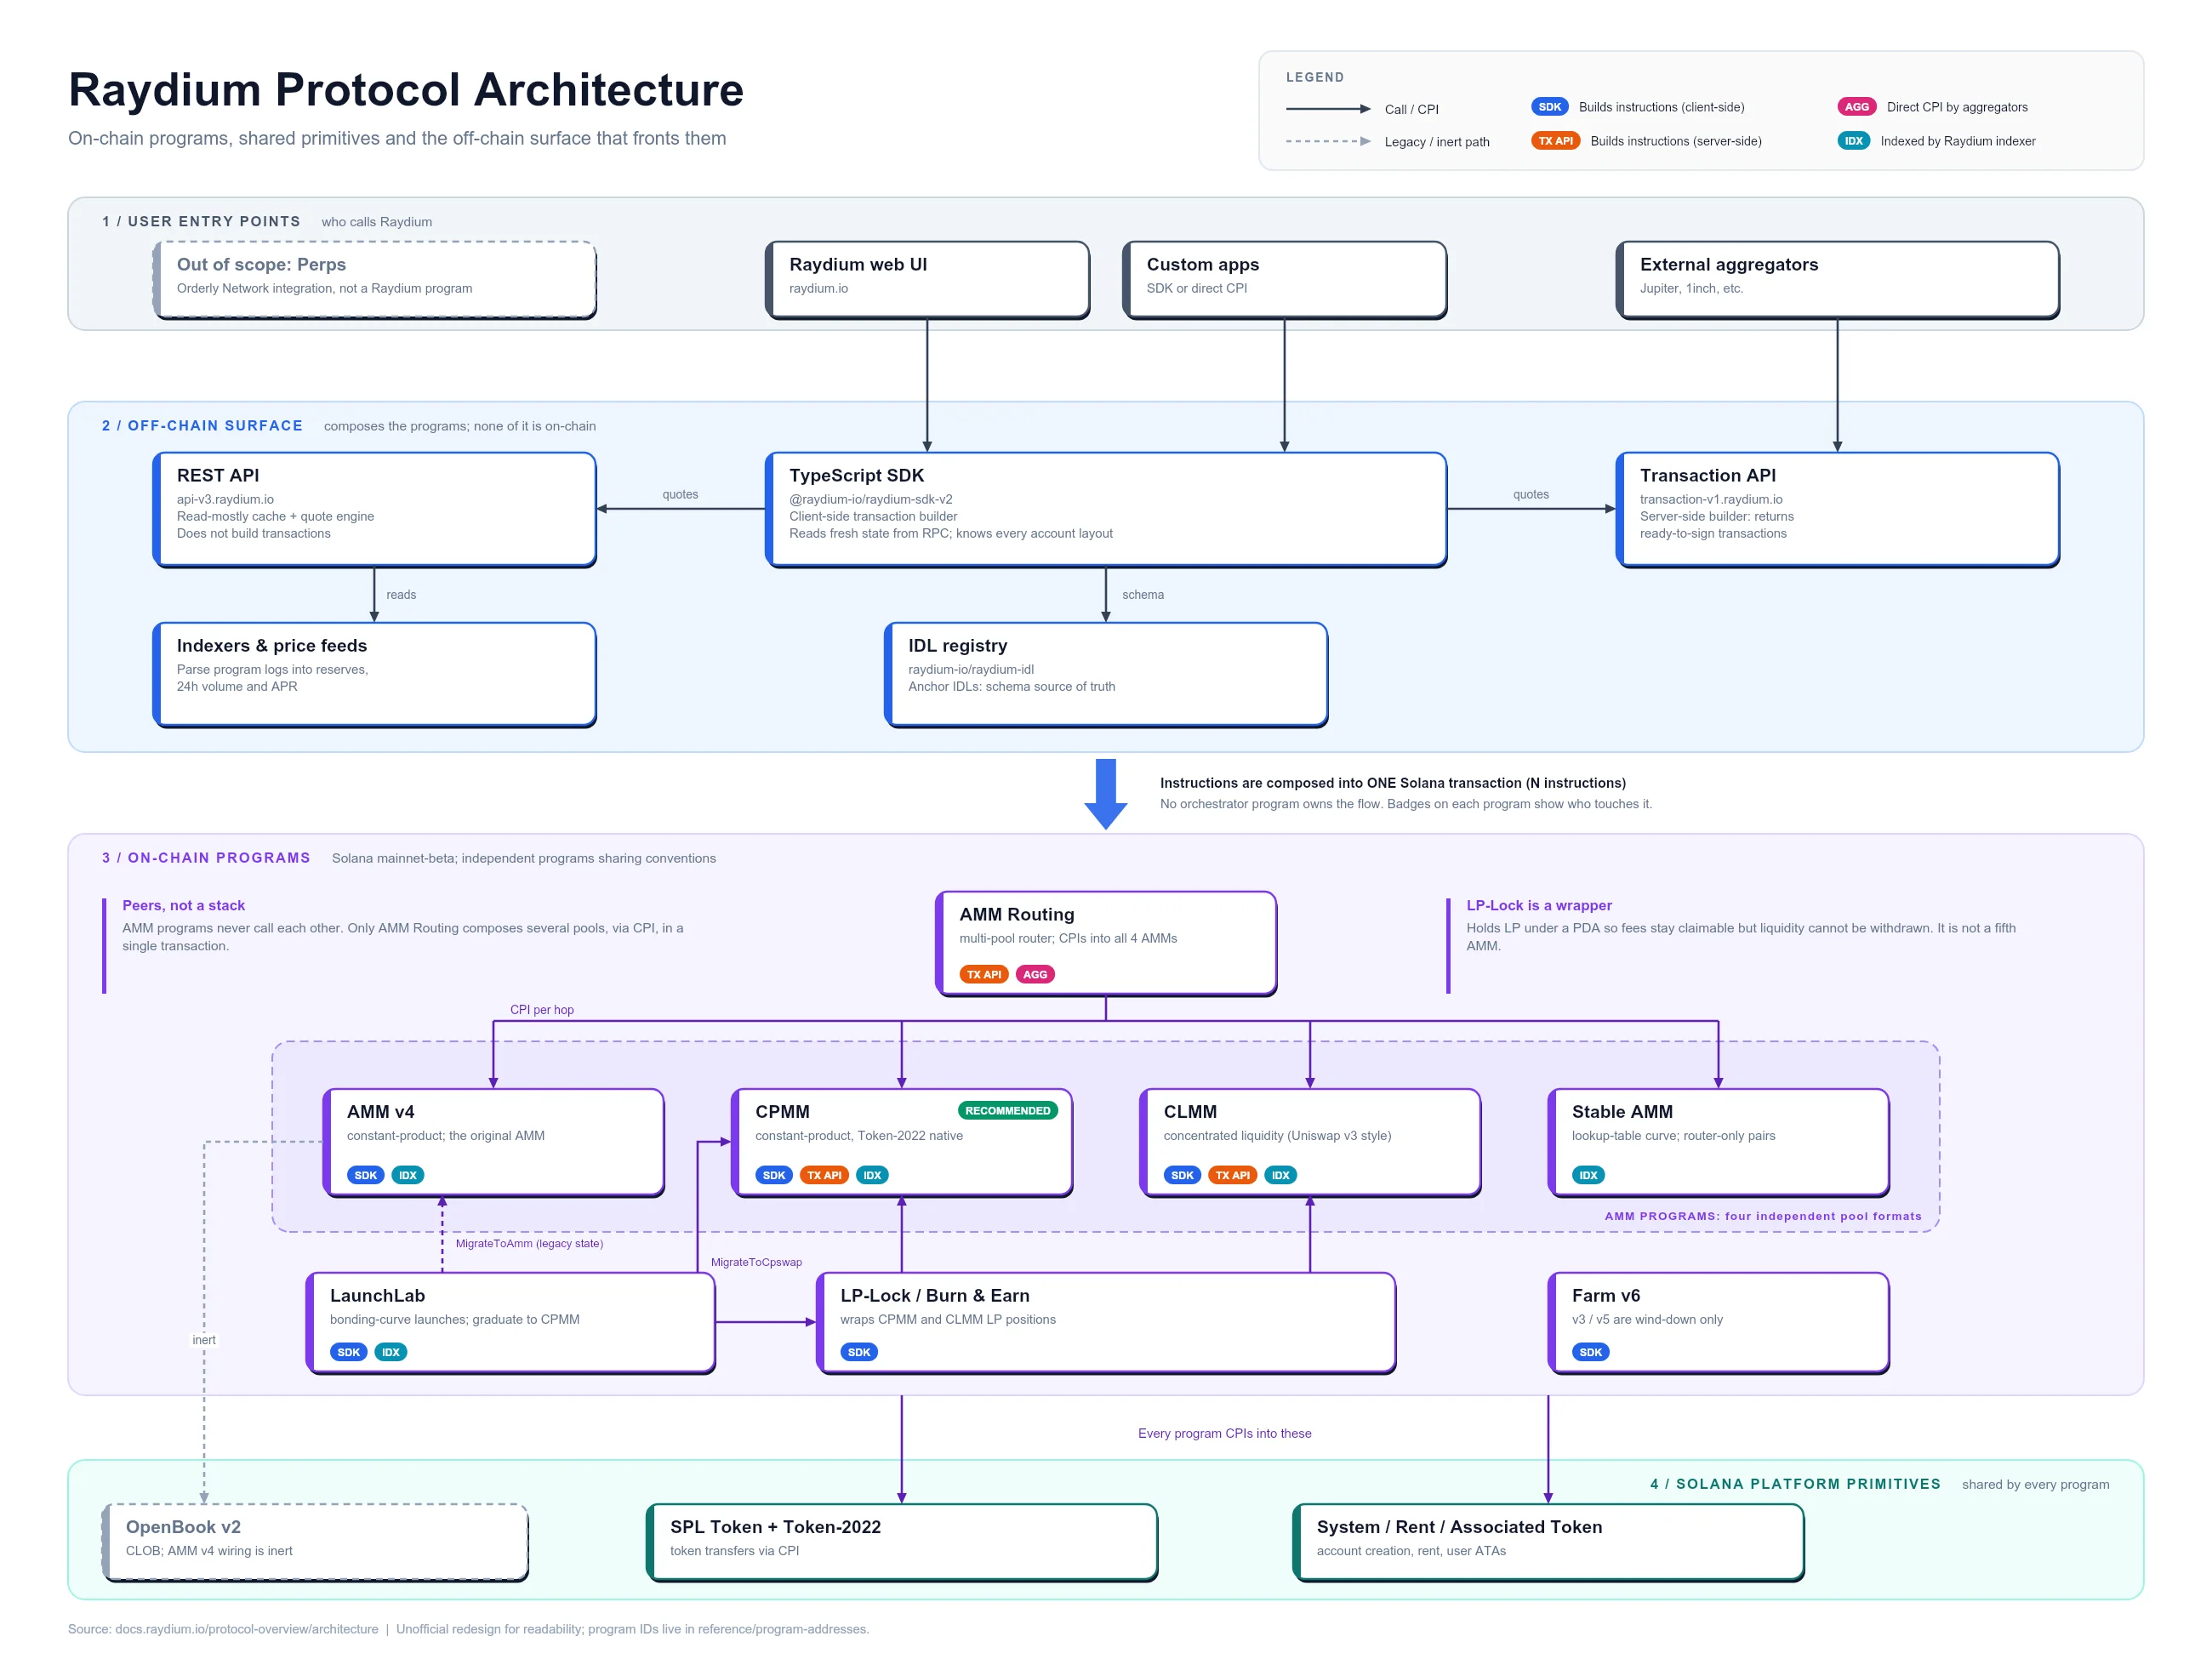 Raydium Protocol Architecture
On-chain programs, shared primitives and the off-chain surface that fronts them
LEGEND
Call / CPI
SDK Builds instructions (client-side)
AGG Direct CPI by aggregators
Legacy / inert path
TX API Builds instructions (server-side)
IDX Indexed by Raydium indexer
1 / USER ENTRY POINTS who calls Raydium
Out of scope: Perps
Orderly Network integration, not a Raydium program
Raydium web UI
raydium.io
Custom apps
SDK or direct CPI
External aggregators
Jupiter, 1inch, etc.
2 / OFF-CHAIN SURFACE composes the programs; none of it is on-chain
REST API
api-v3.raydium.io
Read-mostly cache + quote engine
Does not build transactions
quotes
TypeScript SDK
@raydium-io/raydium-sdk-v2
Client-side transaction builder
Reads fresh state from RPC; knows every account layout
quotes
Transaction API
transaction-v1.raydium.io
Server-side builder: returns
ready-to-sign transactions
reads
schema
Indexers & price feeds
Parse program logs into reserves,
24h volume and APR
IDL registry
raydium-io/raydium-idl
Anchor IDLs: schema source of truth
Instructions are composed into ONE Solana transaction (N instructions)
No orchestrator program owns the flow. Badges on each program show who touches it.
3 / ON-CHAIN PROGRAMS Solana mainnet-beta; independent programs sharing conventions
Peers, not a stack
AMM programs never call each other. Only AMM Routing composes several pools, via CPI, in a
single transaction.
AMM Routing
multi-pool router; CPIs into all 4 AMMs
TX API AGG
LP-Lock is a wrapper
Holds LP under a PDA so fees stay claimable but liquidity cannot be withdrawn. It is not a fifth
AMM.
CPI per hop
AMM v4
constant-product; the original AMM
SDK IDX
CPMM
RECOMMENDED
constant-product, Token-2022 native
SDK TX API IDX
CLMM
concentrated liquidity (Uniswap v3 style)
SDK TX API IDX
Stable AMM
lookup-table curve; router-only pairs
IDX
AMM PROGRAMS: four independent pool formats
MigrateToAmm (legacy state)
MigrateToCpswap
LaunchLab
bonding-curve launches; graduate to CPMM
SDK IDX
LP-Lock / Burn & Earn
wraps CPMM and CLMM LP positions
SDK
Farm v6
v3 / v5 are wind-down only
SDK
inert
Every program CPIs into these
4 / SOLANA PLATFORM PRIMITIVES shared by every program
OpenBook v2
CLOB; AMM v4 wiring is inert
SPL Token + Token-2022
token transfers via CPI
System / Rent / Associated Token
account creation, rent, user ATAs
Source: docs.raydium.io/protocol-overview/architecture | Unofficial redesign for readability; program IDs live in reference/program-addresses.